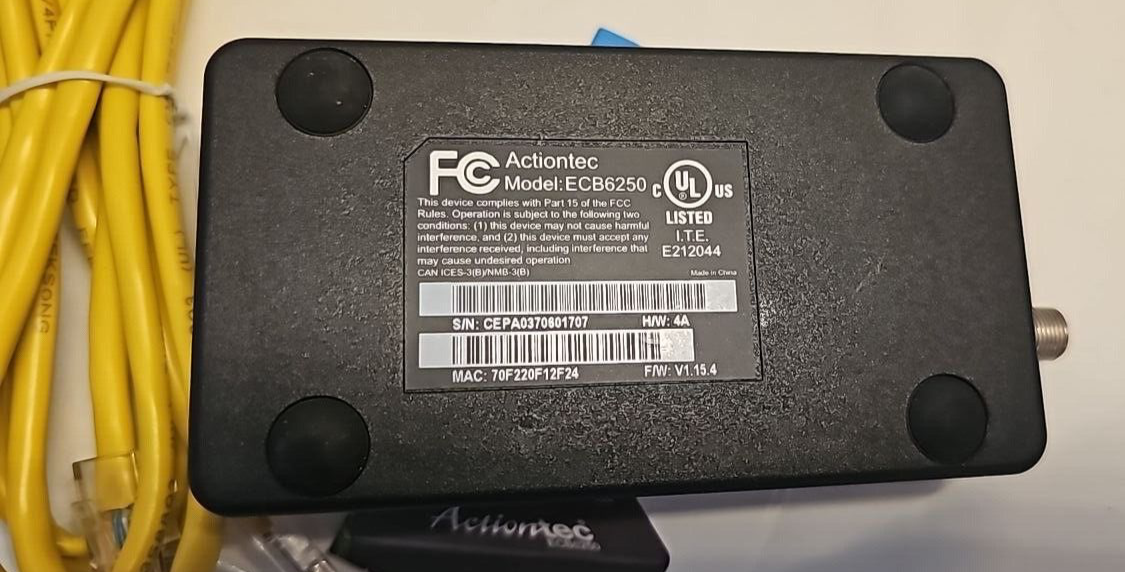 FC Actiontec
Model:ECB6250
This device complies with Part 15 of the FCC
Rules. Operation is subject to the following two
conditions: (1) this device may not cause harmful
interference, and (2) this device must accept any
interference received, including interference that
may cause undesired operation
CAN ICES-3(B)/NMB-3(B)
C UL ® US
LISTED
I.T.E.
E212044
Made in China
S/N: CEPA0370601707 H/W: 4A
MAC: 70F220F12F24 F/W: V1.15.4
Actiontec